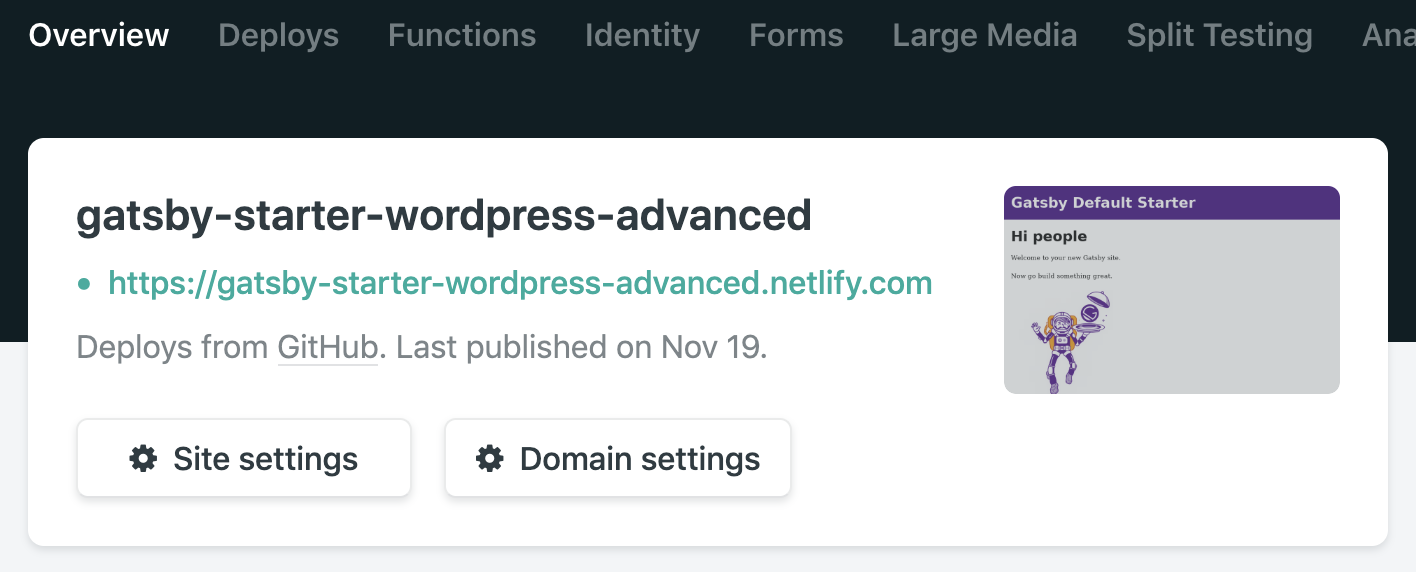 Overview Deploys Functions Identity Forms Large Media Split Testing Ana
gatsby-starter-wordpress-advanced
https://gatsby-starter-wordpress-advanced.netlify.com
Deploys from GitHub. Last published on Nov 19.
Site settings Domain settings
Gatsby Default Starter
Hi people
Welcome to your new Gatsby site.
Now go build something great.